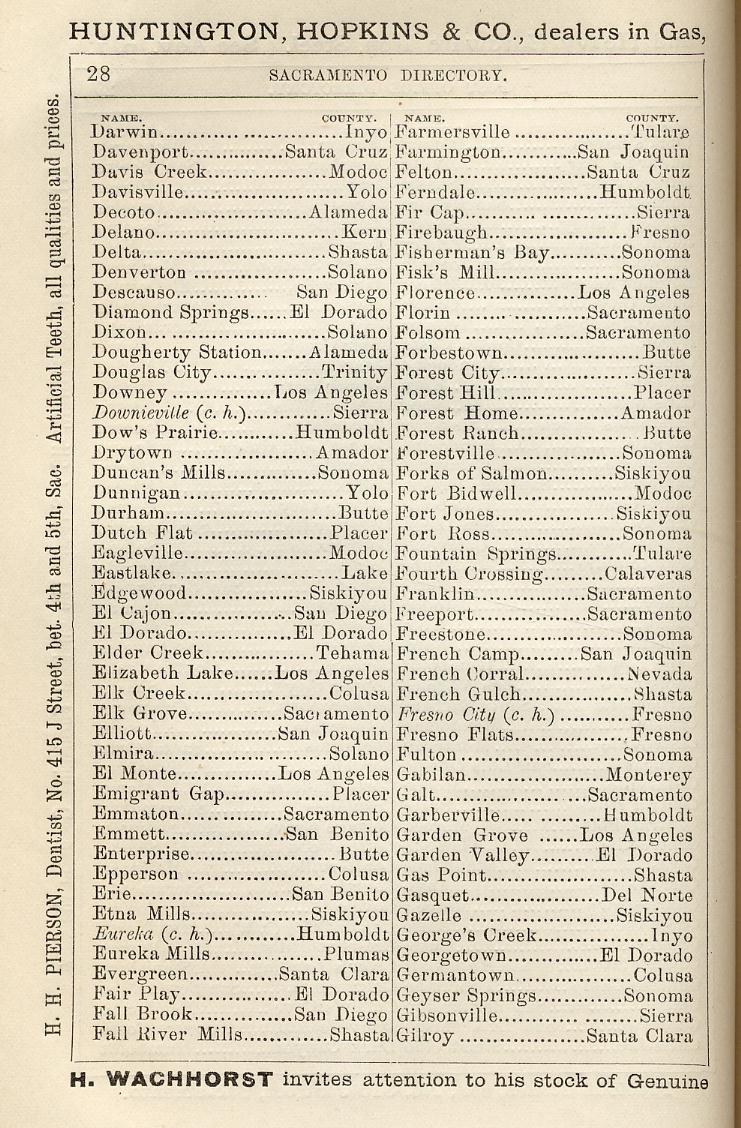 HUNTINGTON, HOPKINS & CO., dealers in Gas,
28 SACRAMENTO DIRECTORY.
NAME. COUNTY.
Darwin.....................Inyo
Davenport..............Santa Cruz
Davis Creek..................Modoc
Davisville........................Yolo
Decoto......................Alameda
Delano............................Kern
Delta............................Shasta
Denverton ....................Solano
Descauso.............. San Diego
Diamond Springs......El Dorado
Dixon... .......................Solano
Dougherty Station.......Alameda
Douglas City................Trinity
Downey ...............Los Angeles
Downieville (c. h.)............Sierra
Dow's Prairie...........Humboldt
Drytown ....................Amador
Duncan's Mills..............Sonoma
Dunnigan........................Yolo
Durham..........................Butte
Dutch Flat ....................Placer
Eagleville......................Modoc
Eastlake..........................Lake
Edgewood..................Siskiyou
El Cajon..................San Diego
El Dorado................El Dorado
Elder Creek.................Tehama
Elizabeth Lake......Los Angeles
Elk Creek....................Colusa
Elk Grove..............Sacramento
Elliott...................San Joaquin
Elmira.........................Solano
El Monte...............Los Angeles
Emigrant Gap................Placer
Emmaton..............Sacramento
Emmett..................San Benito
Enterprise......................Butte
Epperson .....................Colusa
Erie........................San Benito
Etna Mills..................Siskiyou
Eureka (c. h.)............Humboldt
Eureka Mills................Plumas
Evergreen.............Santa Clara
Fair Play..................El Dorado
Fall Brook...............San Diego
Fall River Mills.............Shasta
NAME. COUNTY.
Farmersville ..................Tulare
Farmington...........San Joaquin
Felton.....................Santa Cruz
Ferndale..................Humboldt
Fir Cap..........................Sierra
Firebaugh.....................Fresno
Fisherman's Bay...........Sonoma
Fisk's Mill....................Sonoma
Florence...............Los Angeles
Florin ...................Sacramento
Folsom ..................Sacramento
Forbestown....................Butte
Forest City.....................Sierra
Forest Hill.....................Placer
Forest Home...............Amador
Forest Ranch..................Butte
Forestville....................Sonoma
Forks of Salmon..........Siskiyou
Fort Bidwell..................Modoc
Fort Jones..................Siskiyou
Fort Ross....................Sonoma
Fountain Springs...........Tulare
Fourth Crossing........Calaveras
Franklin................Sacramento
Freeport................Sacramento
Freestone.....................Sonoma
French Camp.........San Joaquin
French Corral...............Nevada
French Gulch.................Shasta
Fresno City (c. h.) ...........Fresno
Fresno Flats..................Fresno
Fulton .........................Sonoma
Gabilan.....................Monterey
Galt......................Sacramento
Garberville..... .........Humboldt
Garden Grove ......Los Angeles
Garden Valley.........El Dorado
Gas Point......................Shasta
Gasquet...................Del Norte
Gazelle .....................Siskiyou
George's Creek.................Inyo
Georgetown.............El Dorado
Germantown.................Colusa
Geyser Springs.............Sonoma
Gibsonville....................Sierra
Gilroy ...................Santa Clara
H. H. PIERSON, Dentist, No. 415 J Street, bet. 4th and 5th, Sac. Artificial Teeth, all qualities and prices.
H. WACHHORST invites attention to his stock of Genuine